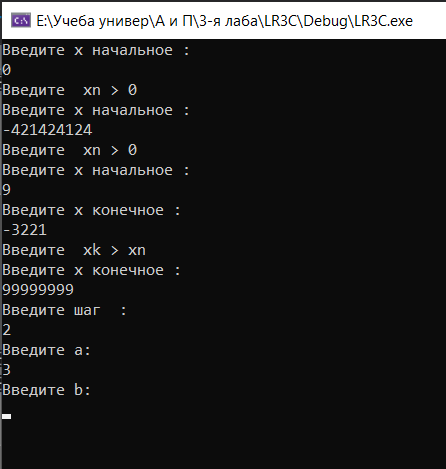 E:\Учеба универ\А и П\3-я лаба\LR3C\Debug\LR3C.exe
Введите х начальное :
0
Введите  xn > 0
Введите х начальное :
-421424124
Введите  xn > 0
Введите х начальное :
9
Введите х конечное :
-3221
Введите  xk > xn
Введите х конечное :
99999999
Введите шаг  :
2
Введите a:
3
Введите b: